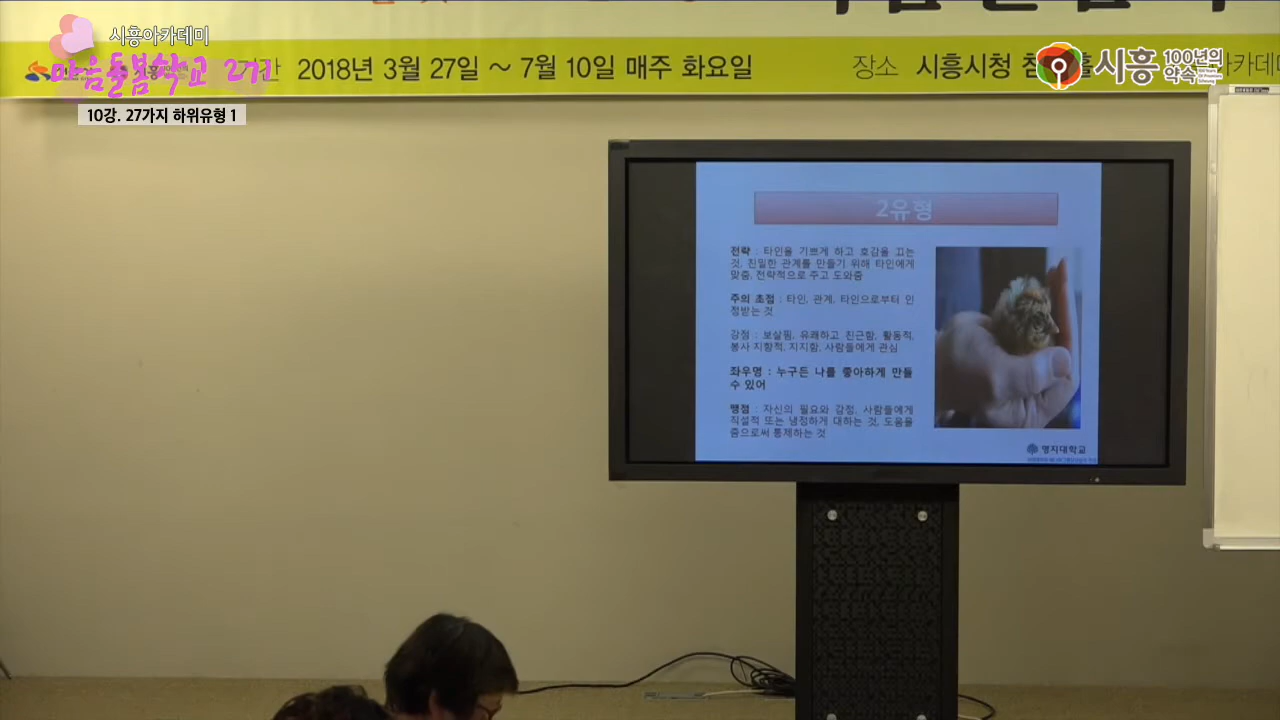 시흥아카데미
마음돌봄학교 2기
10강. 27가지 하위유형 1
2018년 3월 27일 ~ 7월 10일 매주 화요일
장소 시흥시청
시흥 100년의 약속
2유형
전략 : 타인을 기쁘게 하고 호감을 끄는
것, 친밀한 관계를 만들기 위해 타인에게
맞춤, 전략적으로 주고 도와줌
주의 초점 : 타인, 관계, 타인으로부터 인
정받는 것
강점 : 보살핌, 유쾌하고 친근함, 활동적,
봉사 지향적, 지지함, 사람들에게 관심
좌우명 : 누구든 나를 좋아하게 만들
수 있어
맹점 : 자신의 필요와 감정, 사람들에게
직설적 또는 냉정하게 대하는 것, 도움을
줌으로써 통제하는 것
명지대학교